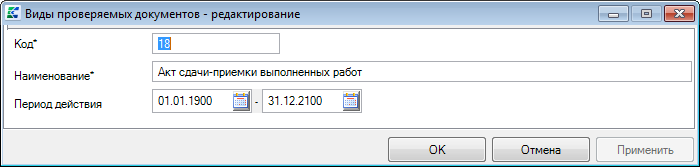 Виды проверяемых документов - редактирование
Код* 18
Наименование* Акт сдачи-приемки выполненных работ
Период действия 01.01.1900 - 31.12.2100
OK Отмена Применить